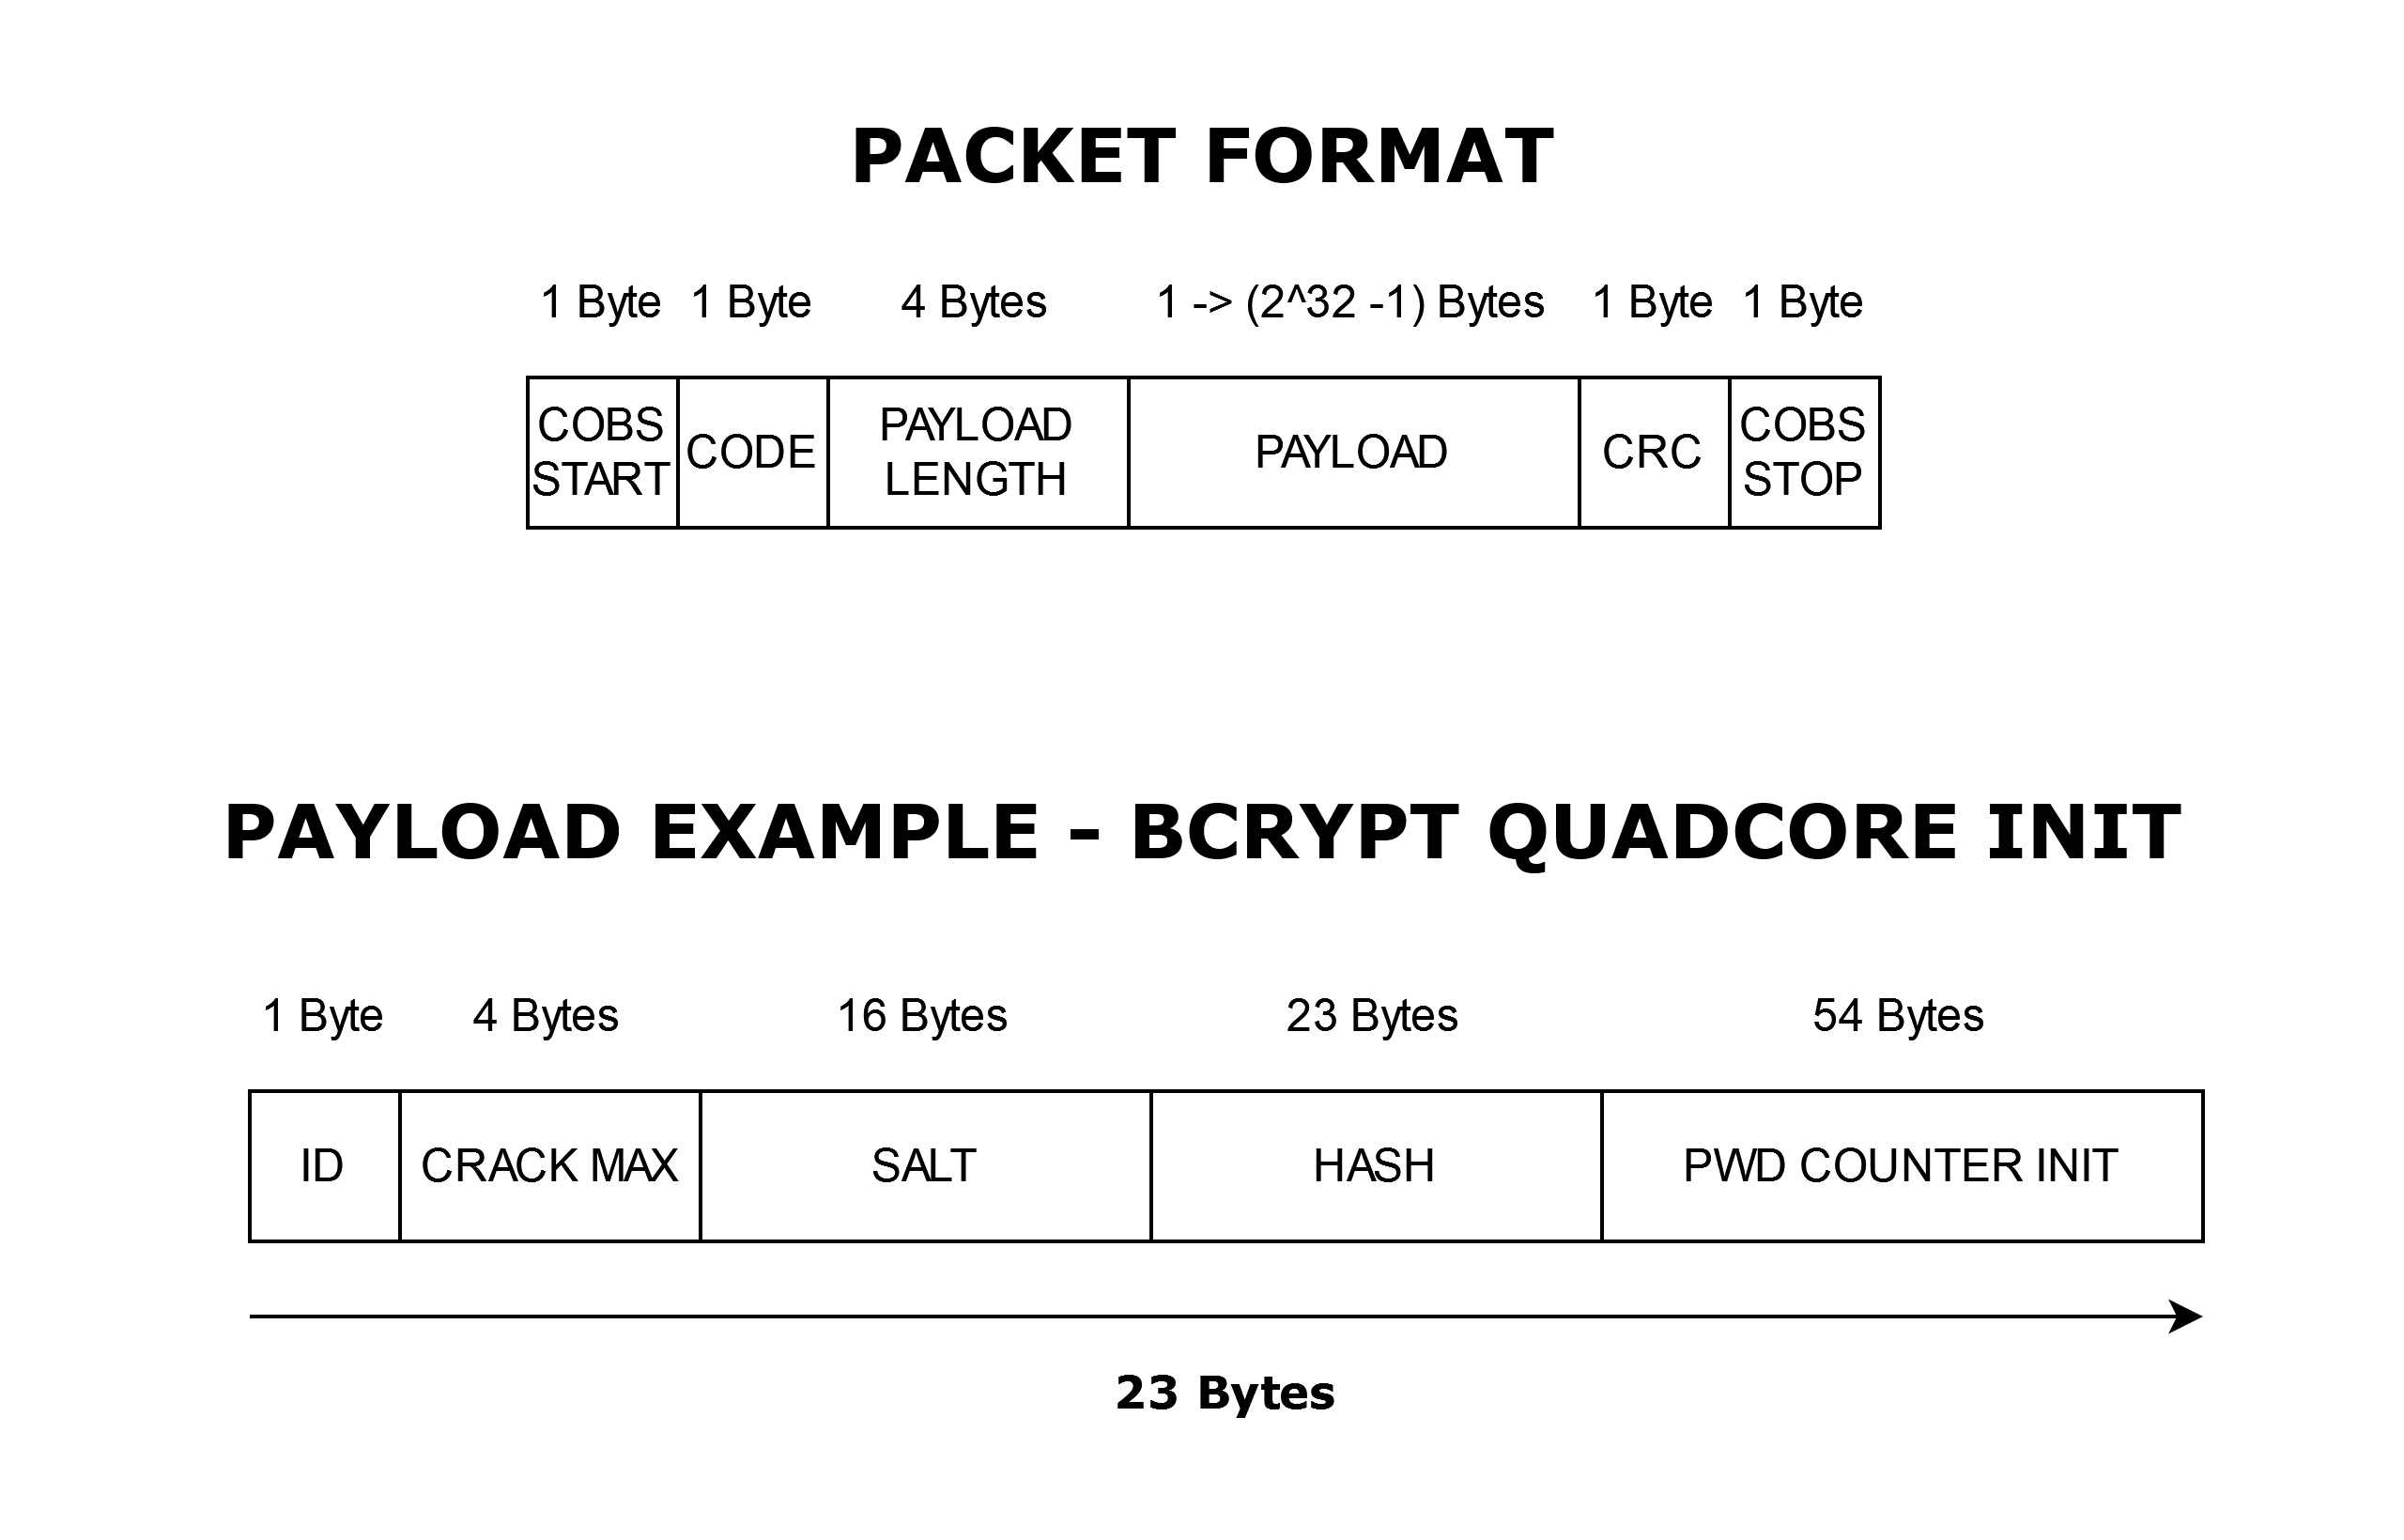 PACKET FORMAT
1 Byte 1 Byte 4 Bytes 1 -> (2^32 -1) Bytes 1 Byte 1 Byte
COBS START CODE PAYLOAD LENGTH PAYLOAD CRC COBS STOP
PAYLOAD EXAMPLE - BCRYPT QUADCORE INIT
1 Byte 4 Bytes 16 Bytes 23 Bytes 54 Bytes
ID CRACK MAX SALT HASH PWD COUNTER INIT
23 Bytes